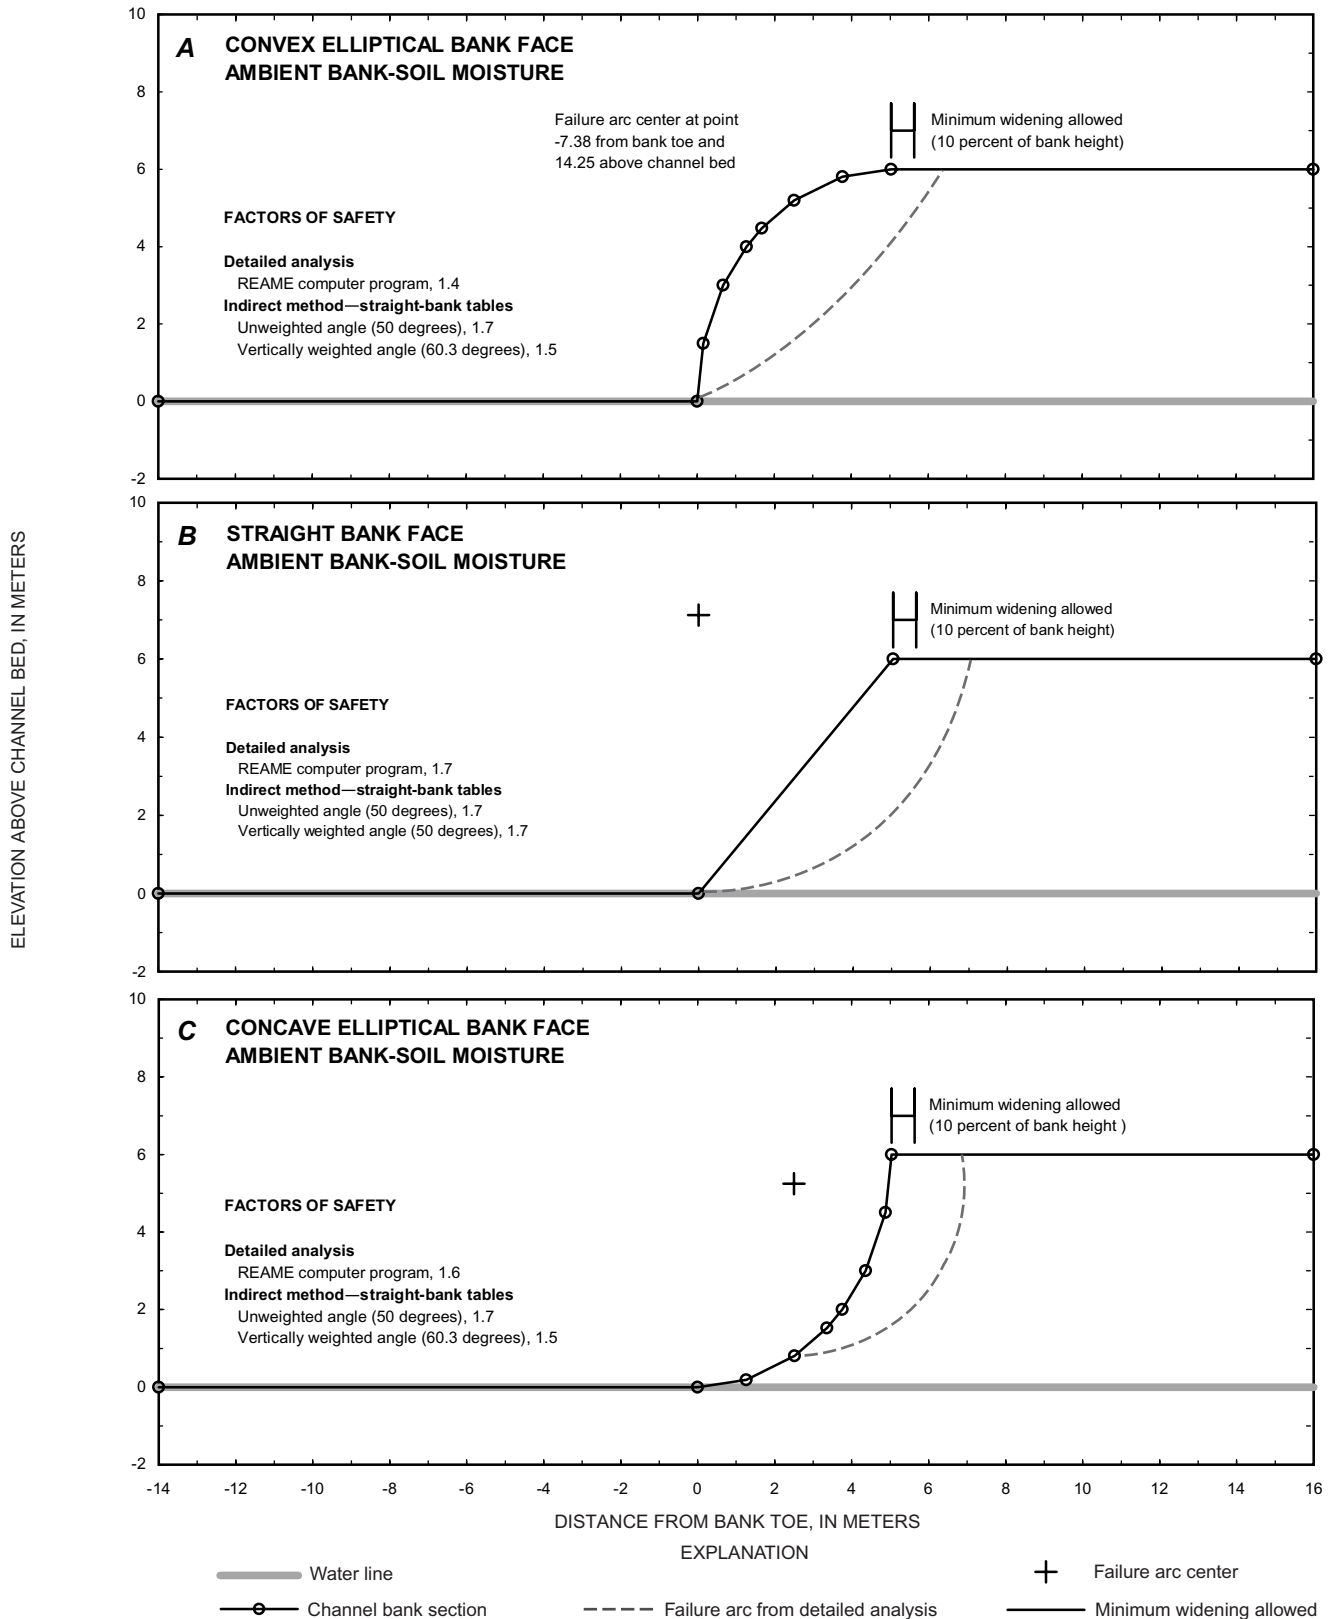 ELEVATION ABOVE CHANNEL BED, IN METERS
10
8
6
4
2
0
-2
A
CONVEX ELLIPTICAL BANK FACE
AMBIENT BANK-SOIL MOISTURE
Failure arc center at point
-7.38 from bank toe and
14.25 above channel bed
Minimum widening allowed
(10 percent of bank height)
FACTORS OF SAFETY
Detailed analysis
REAME computer program, 1.4
Indirect method—straight-bank tables
Unweighted angle (50 degrees), 1.7
Vertically weighted angle (60.3 degrees), 1.5
10
8
6
4
2
0
-2
B
STRAIGHT BANK FACE
AMBIENT BANK-SOIL MOISTURE
Minimum widening allowed
(10 percent of bank height)
FACTORS OF SAFETY
Detailed analysis
REAME computer program, 1.7
Indirect method—straight-bank tables
Unweighted angle (50 degrees), 1.7
Vertically weighted angle (50 degrees), 1.7
10
8
6
4
2
0
-2
C
CONCAVE ELLIPTICAL BANK FACE
AMBIENT BANK-SOIL MOISTURE
Minimum widening allowed
(10 percent of bank height )
FACTORS OF SAFETY
Detailed analysis
REAME computer program, 1.6
Indirect method—straight-bank tables
Unweighted angle (50 degrees), 1.7
Vertically weighted angle (60.3 degrees), 1.5
-14 -12 -10 -8 -6 -4 -2 0 2 4 6 8 10 12 14 16
DISTANCE FROM BANK TOE, IN METERS
EXPLANATION
Water line
Failure arc center
Channel bank section
Failure arc from detailed analysis
Minimum widening allowed